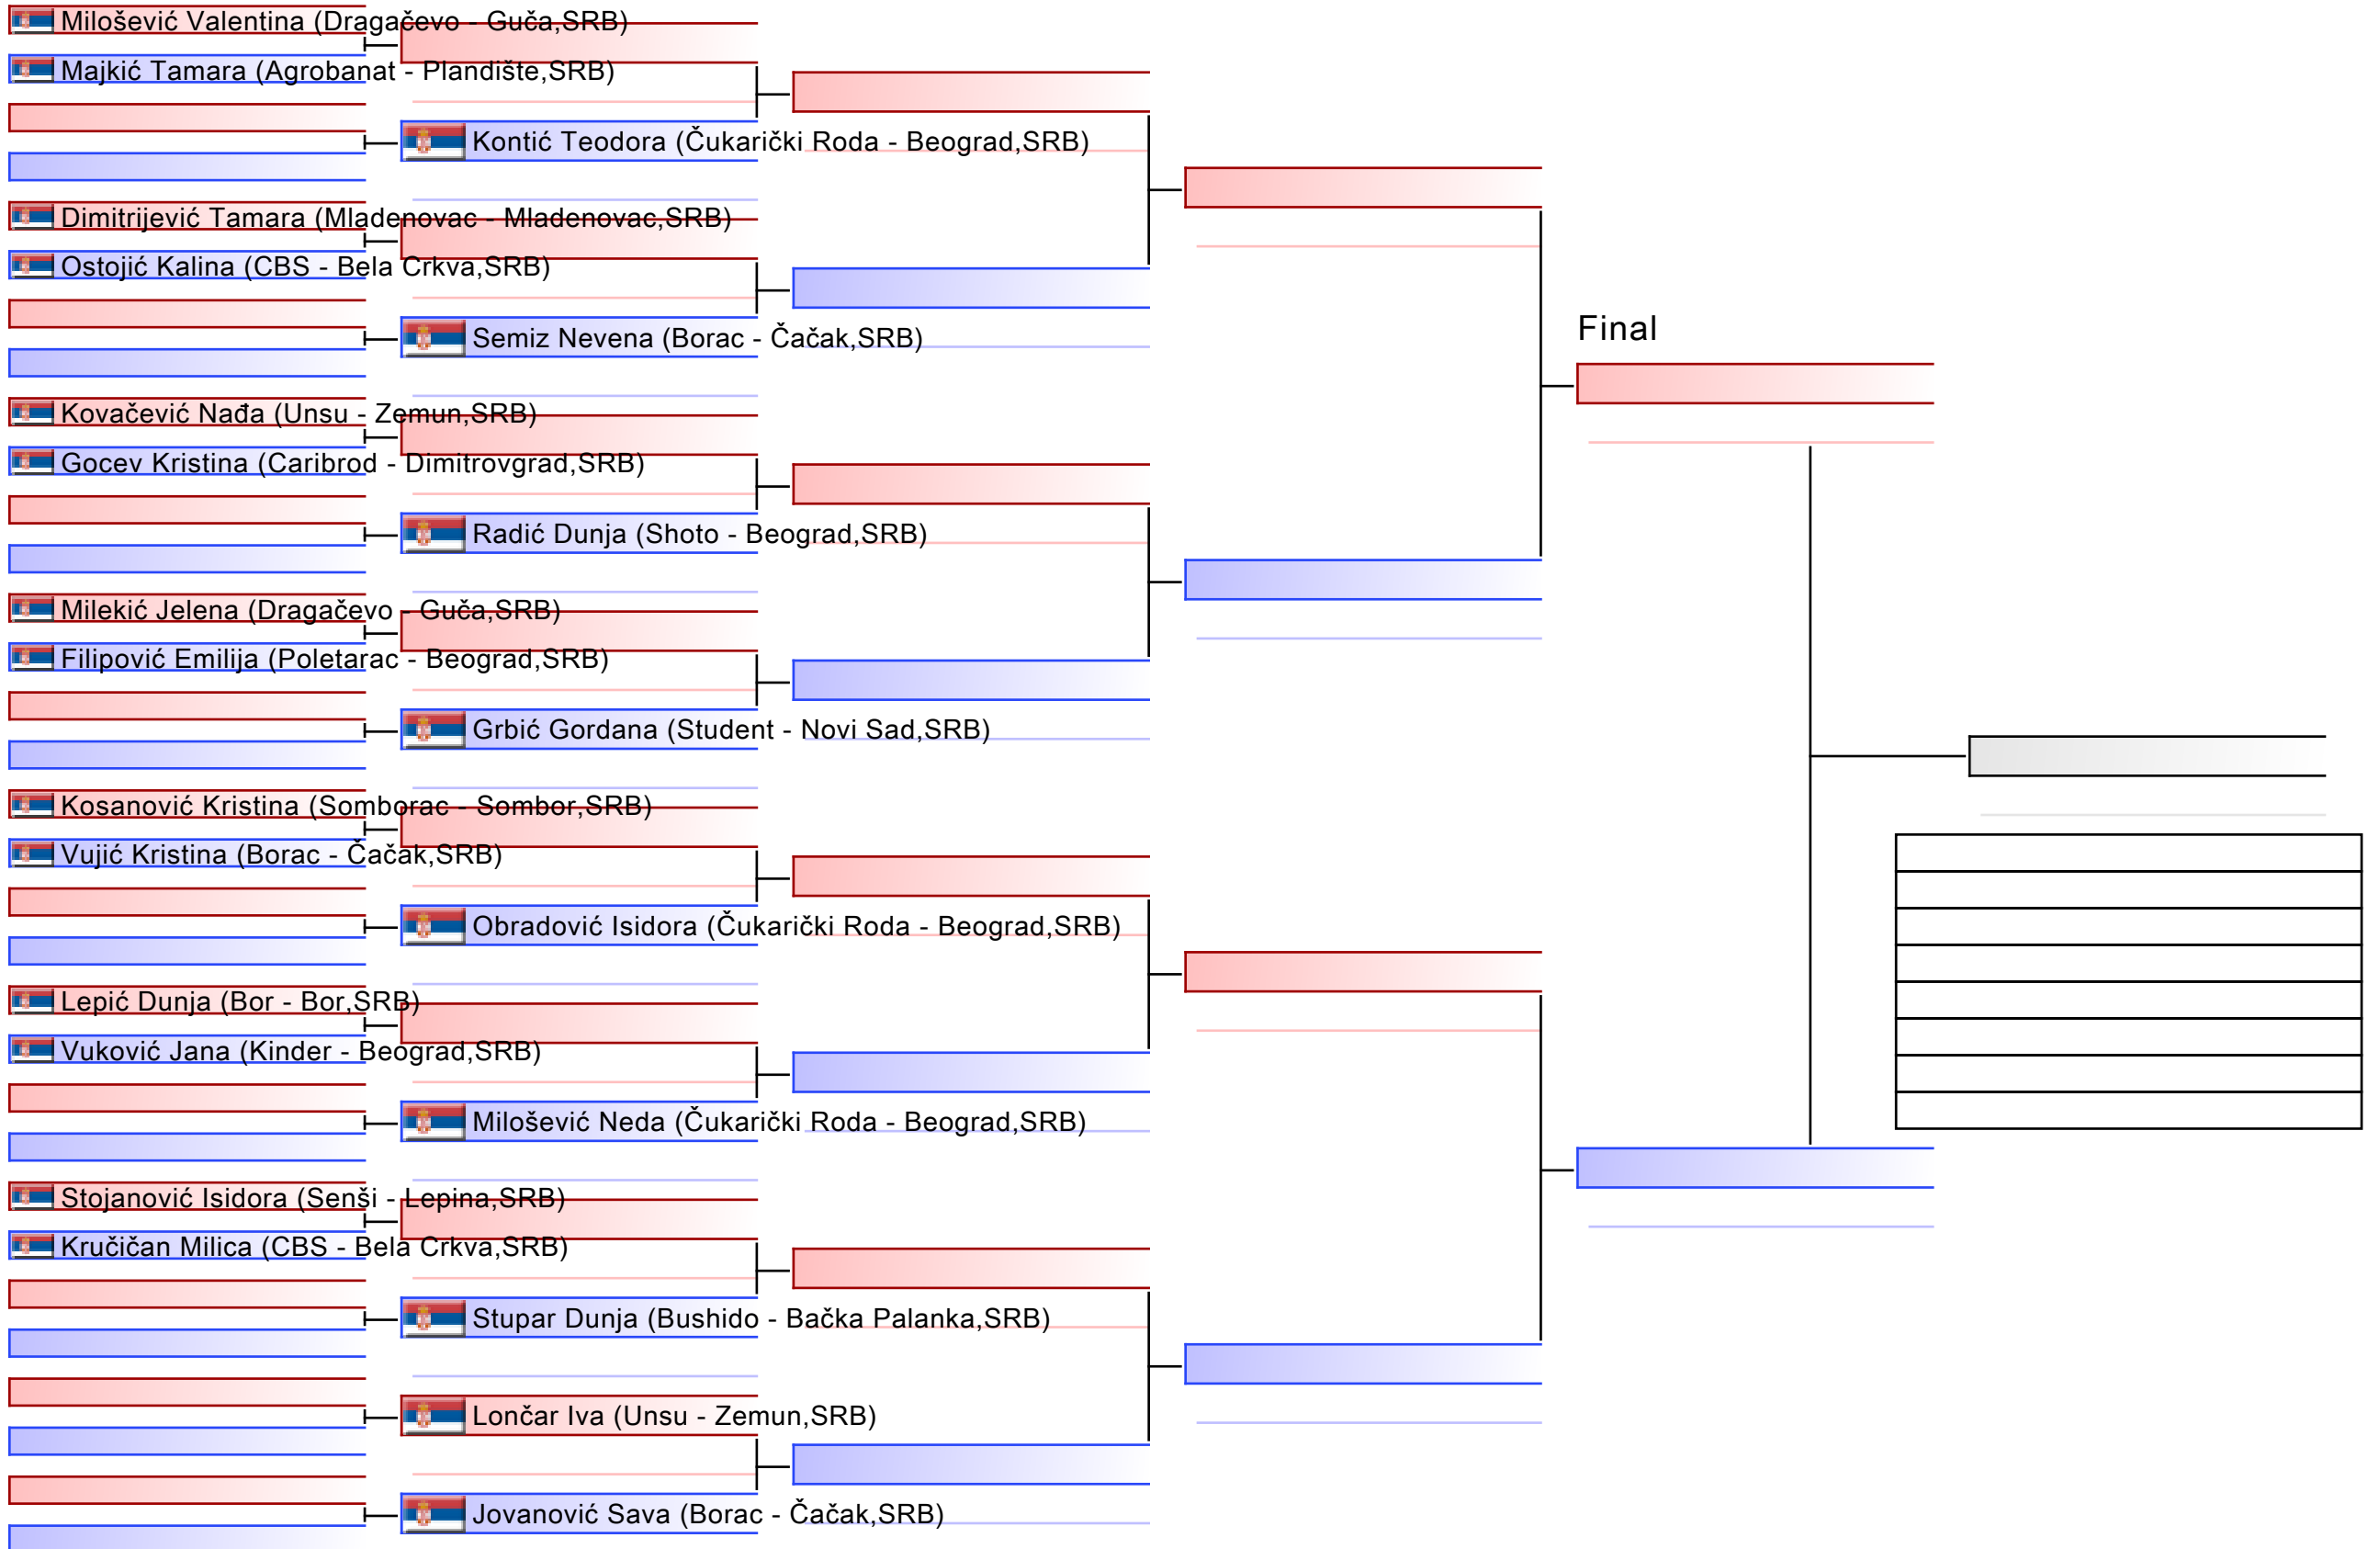 Milošević Valentina (Dragačevo - Guča,SRB)
Majkić Tamara (Agrobanat - Plandište,SRB)
Kontić Teodora (Čukarički Roda - Beograd,SRB)
Dimitrijević Tamara (Mladenovac - Mladenovac,SRB)
Ostojić Kalina (CBS - Bela Crkva,SRB)
Semiz Nevena (Borac - Čačak,SRB)
Final
Kovačević Nađa (Unsu - Zemun,SRB)
Gocev Kristina (Caribrod - Dimitrovgrad,SRB)
Radić Dunja (Shoto - Beograd,SRB)
Milekić Jelena (Dragačevo - Guča,SRB)
Filipović Emilija (Poletarac - Beograd,SRB)
Grbić Gordana (Student - Novi Sad,SRB)
Kosanović Kristina (Somborac - Sombor,SRB)
Vujić Kristina (Borac - Čačak,SRB)
Obradović Isidora (Čukarički Roda - Beograd,SRB)
Lepić Dunja (Bor - Bor,SRB)
Vuković Jana (Kinder - Beograd,SRB)
Milošević Neda (Čukarički Roda - Beograd,SRB)
Stojanović Isidora (Senši - Lepina,SRB)
Kručičan Milica (CBS - Bela Crkva,SRB)
Stupar Dunja (Bushido - Bačka Palanka,SRB)
Lončar Iva (Unsu - Zemun,SRB)
Jovanović Sava (Borac - Čačak,SRB)